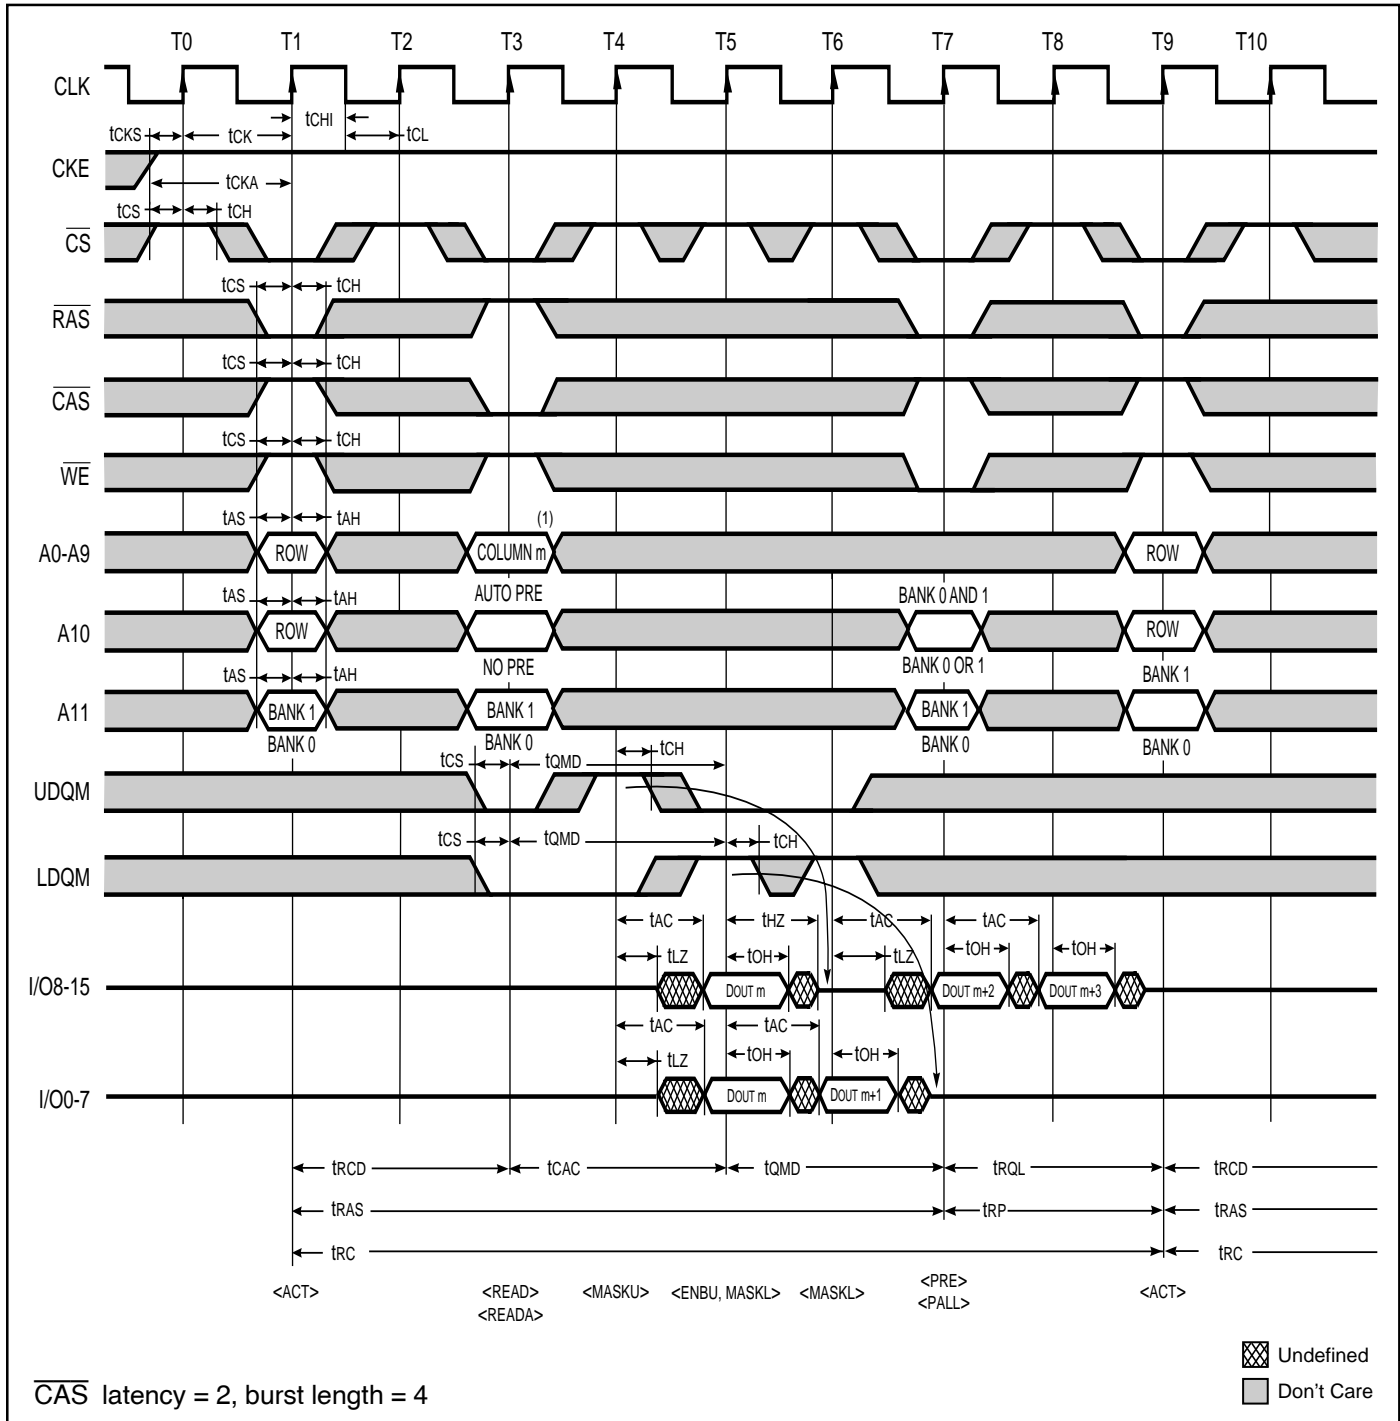 T0 T1 T2 T3 T4 T5 T6 T7 T8 T9 T10
CLK
tCHI
tCKS tCK tCL
CKE
tCKA
tCS tCH
CS
tCS tCH
RAS
tCS tCH
CAS
tCS tCH
WE
tAS tAH (1)
A0-A9 ROW COLUMN m ROW
tAS tAH AUTO PRE BANK 0 AND 1
A10 ROW ROW
NO PRE BANK 0 OR 1 BANK 1
tAS tAH
A11 BANK 1 BANK 1 BANK 1
BANK 0 BANK 0 BANK 0 BANK 0
tCS tQMD tCH
UDQM
tCS tQMD tCH
LDQM
tAC tHZ tAC tAC
tLZ tOH tLZ tOH tOH
I/O8-15 DOUT m DOUT m+2 DOUT m+3
tAC tAC
tLZ tOH tOH
I/O0-7 DOUT m DOUT m+1
tRCD tCAC tQMD tRQL tRCD
tRAS tRP tRAS
tRC tRC
<ACT> <READ> <MASKU> <ENBU, MASKL> <MASKL> <PRE> <ACT>
<READA> <PALL>
Undefined
Don't Care
CAS latency = 2, burst length = 4